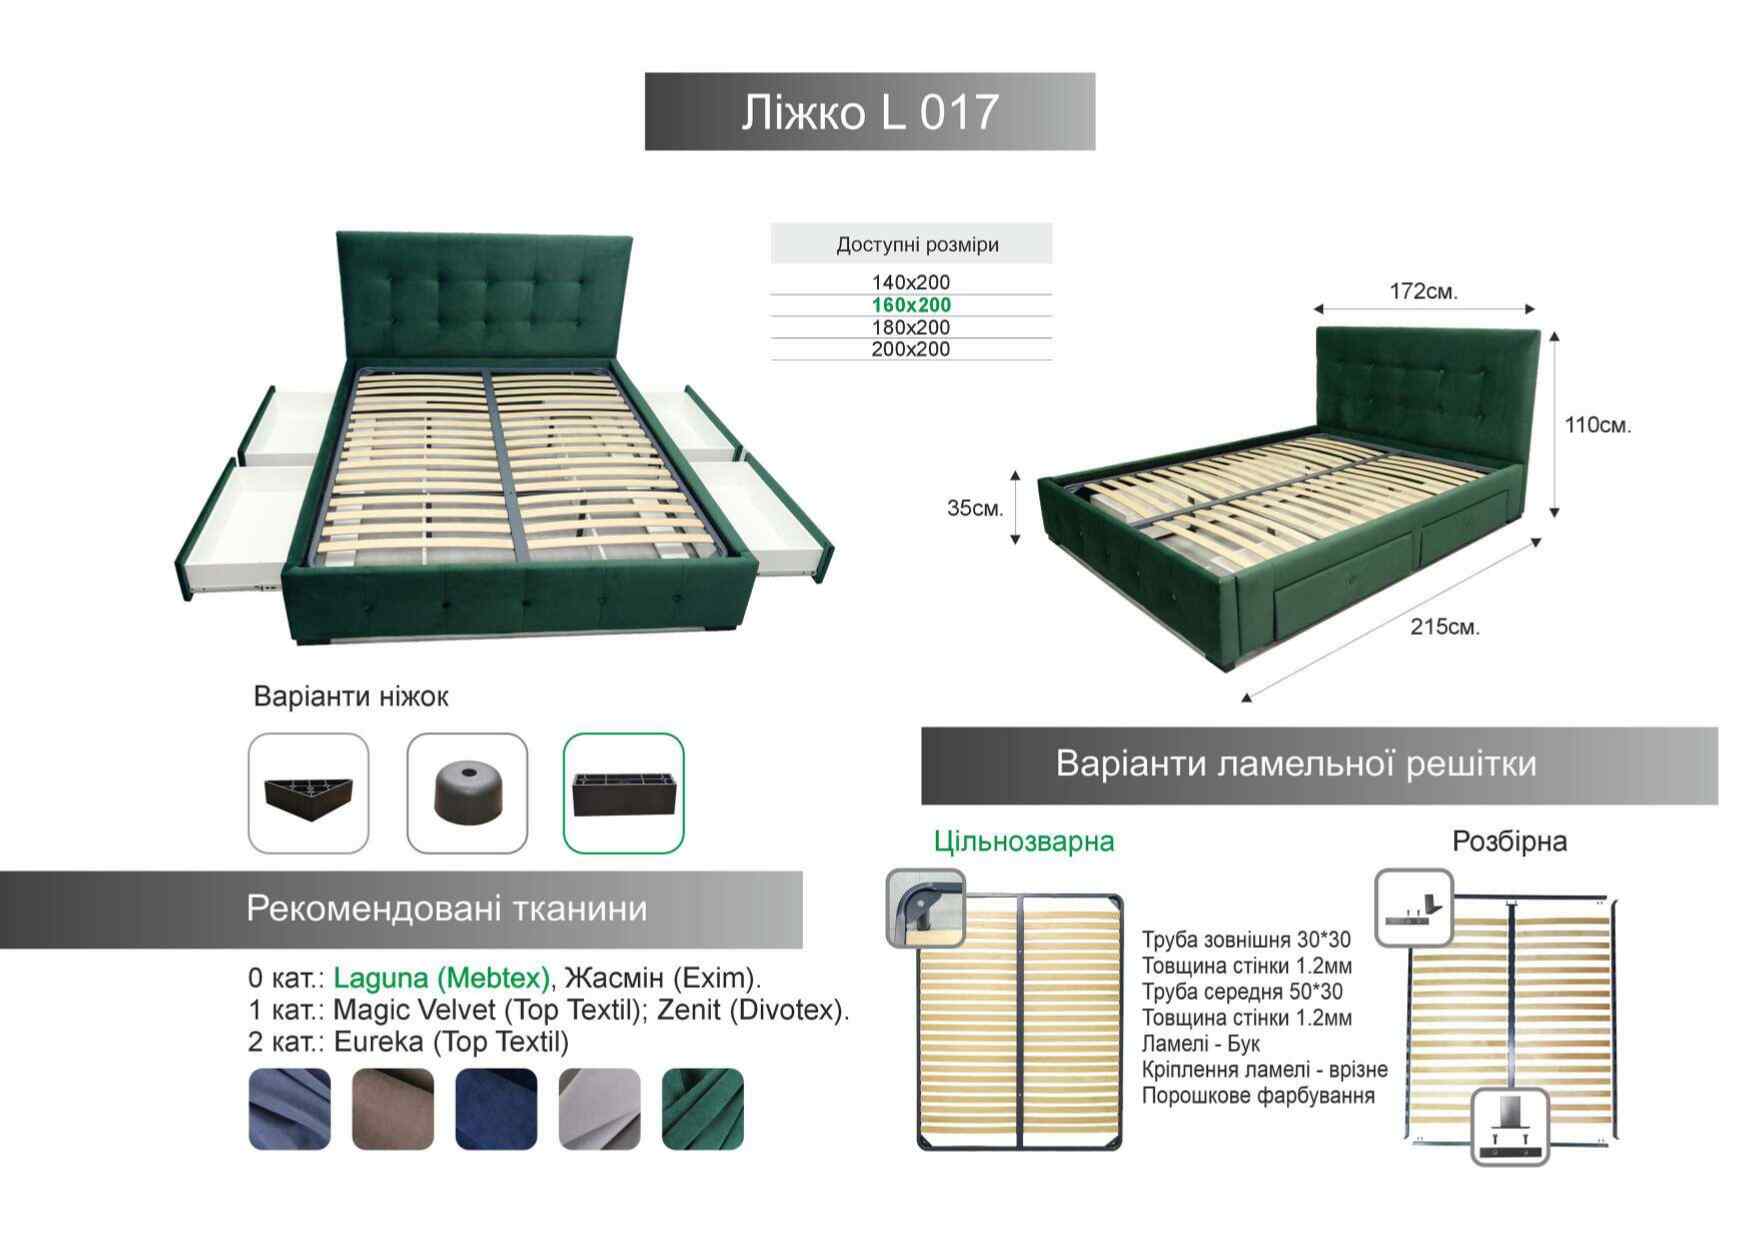 Ліжко L 017
Доступні розміри
140x200
160x200
180x200
200x200
172см.
110см.
35см.
215см.
Варіанти ніжок
Варіанти ламельної решітки
Цільнозварна
Розбірна
Труба зовнішня 30*30
Товщина стінки 1.2мм
Труба середня 50*30
Товщина стінки 1.2мм
Ламелі - Бук
Кріплення ламелі - врізне
Порошкове фарбування
Рекомендовані тканини
0 кат.: Laguna (Mebtex), Жасмін (Exim).
1 кат.: Magic Velvet (Top Textil); Zenit (Divotex).
2 кат.: Eureka (Top Textil)